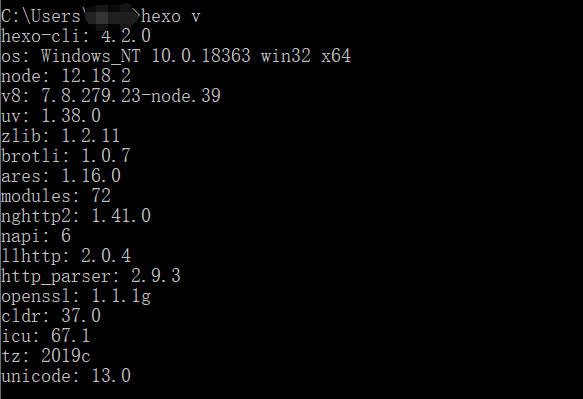 C:\Users\ >hexo v
hexo-cli: 4.2.0
os: Windows_NT 10.0.18363 win32 x64
node: 12.18.2
v8: 7.8.279.23-node.39
uv: 1.38.0
zlib: 1.2.11
brotli: 1.0.7
ares: 1.16.0
modules: 72
nghttp2: 1.41.0
napi: 6
llhttp: 2.0.4
http_parser: 2.9.3
openssl: 1.1.1g
cldr: 37.0
icu: 67.1
tz: 2019c
unicode: 13.0